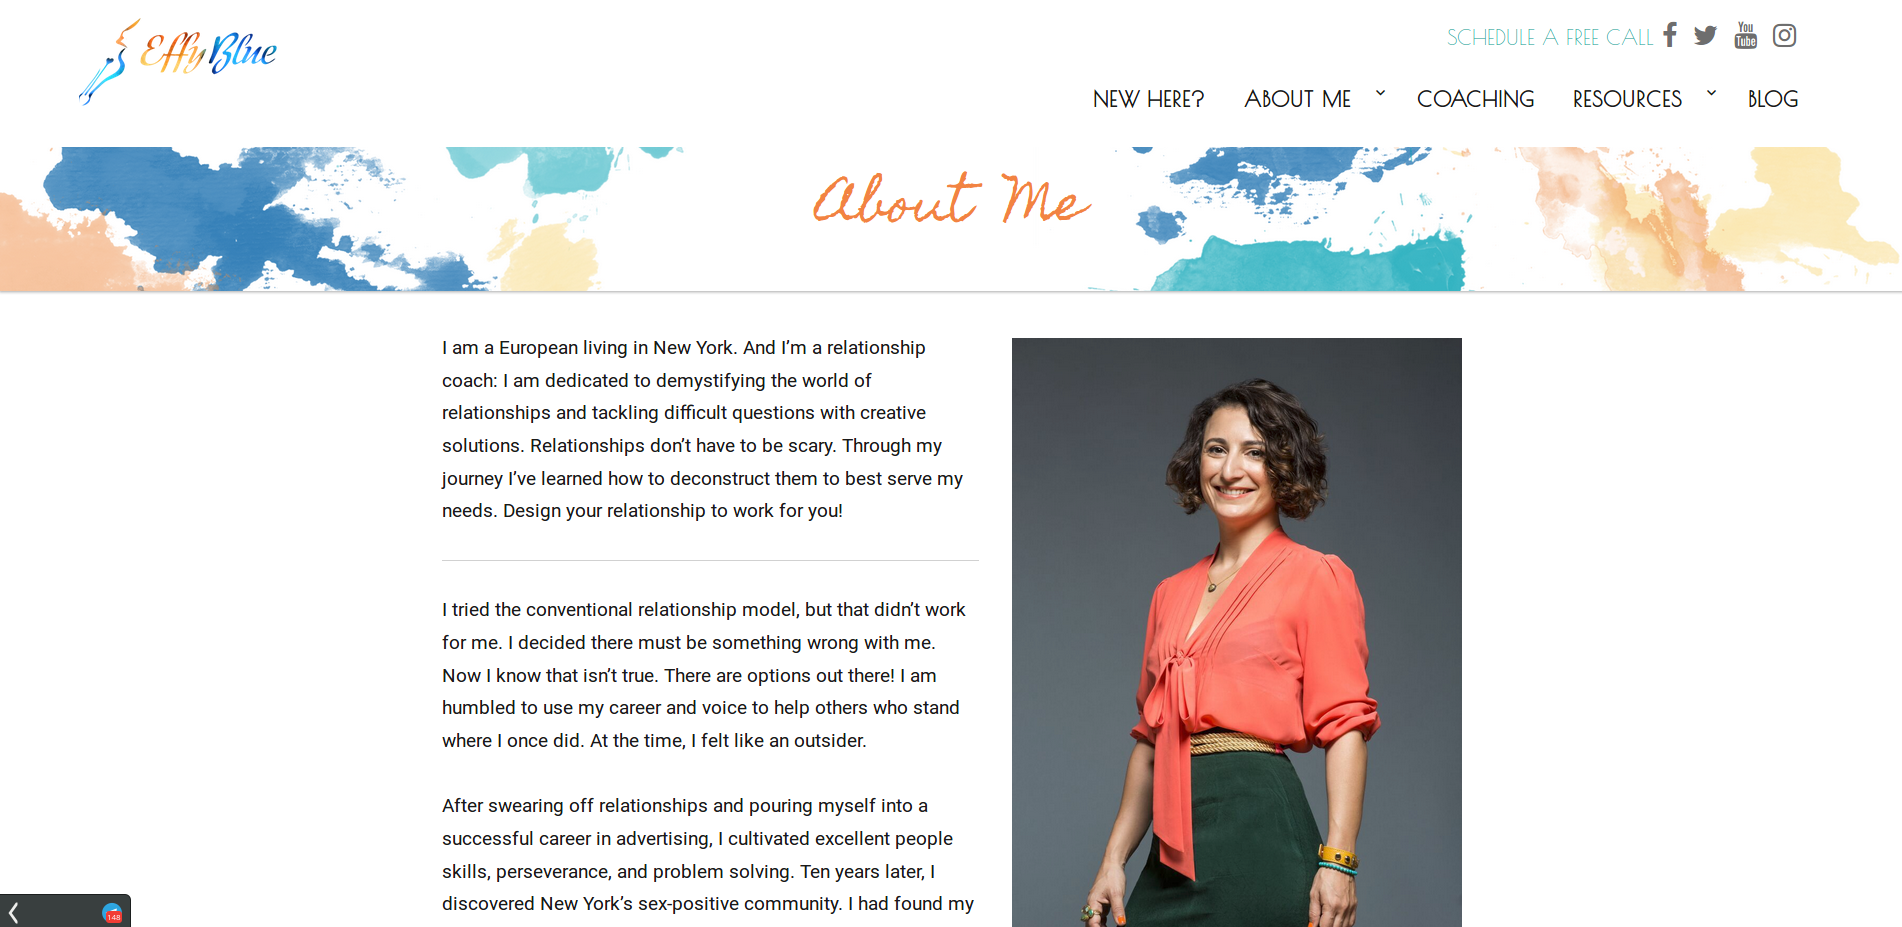 Effy Blue
SCHEDULE A FREE CALL
You
Tube
NEW HERE?
ABOUT ME
COACHING
RESOURCES
BLOG
About Me
I am a European living in New York. And I’m a relationship
coach: I am dedicated to demystifying the world of
relationships and tackling difficult questions with creative
solutions. Relationships don’t have to be scary. Through my
journey I’ve learned how to deconstruct them to best serve my
needs. Design your relationship to work for you!
I tried the conventional relationship model, but that didn’t work
for me. I decided there must be something wrong with me.
Now I know that isn’t true. There are options out there! I am
humbled to use my career and voice to help others who stand
where I once did. At the time, I felt like an outsider.
After swearing off relationships and pouring myself into a
successful career in advertising, I cultivated excellent people
skills, perseverance, and problem solving. Ten years later, I
discovered New York’s sex-positive community. I had found my
148